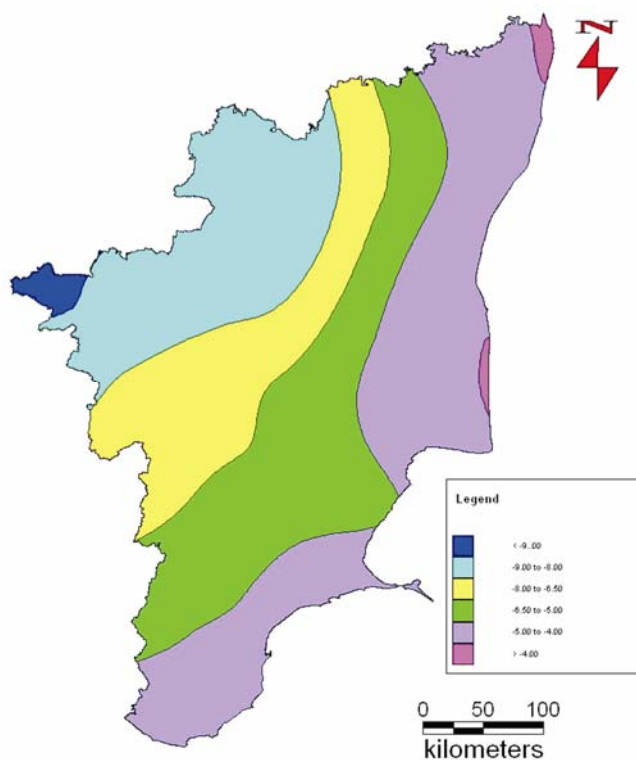 N
Legend
< -9..00
-9.00 to -8.00
-8.00 to -6.50
-6.50 to -5.00
-5.00 to -4.00
> -4.00
0 50 100
kilometers